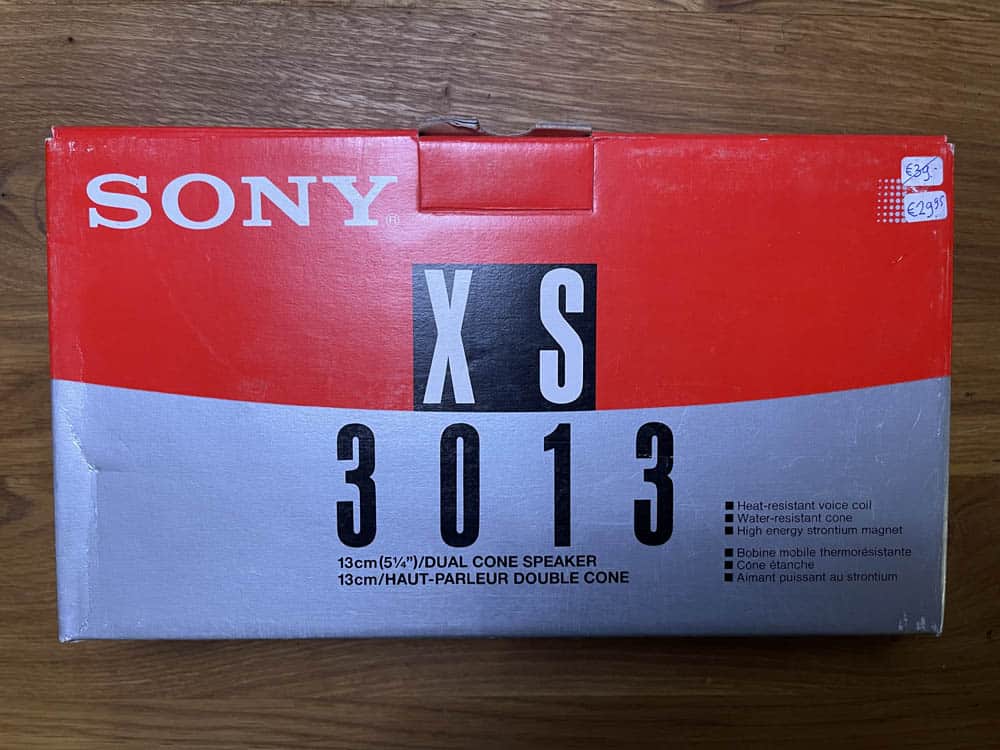 SONY®
€39.-
€29.95
XS
3013
13cm(5¼")/DUAL CONE SPEAKER
13cm/HAUT-PARLEUR DOUBLE CONE
■ Heat-resistant voice coil
■ Water-resistant cone
■ High energy strontium magnet
■ Bobine mobile thermorésistante
■ Cône étanche
■ Aimant puissant au strontium